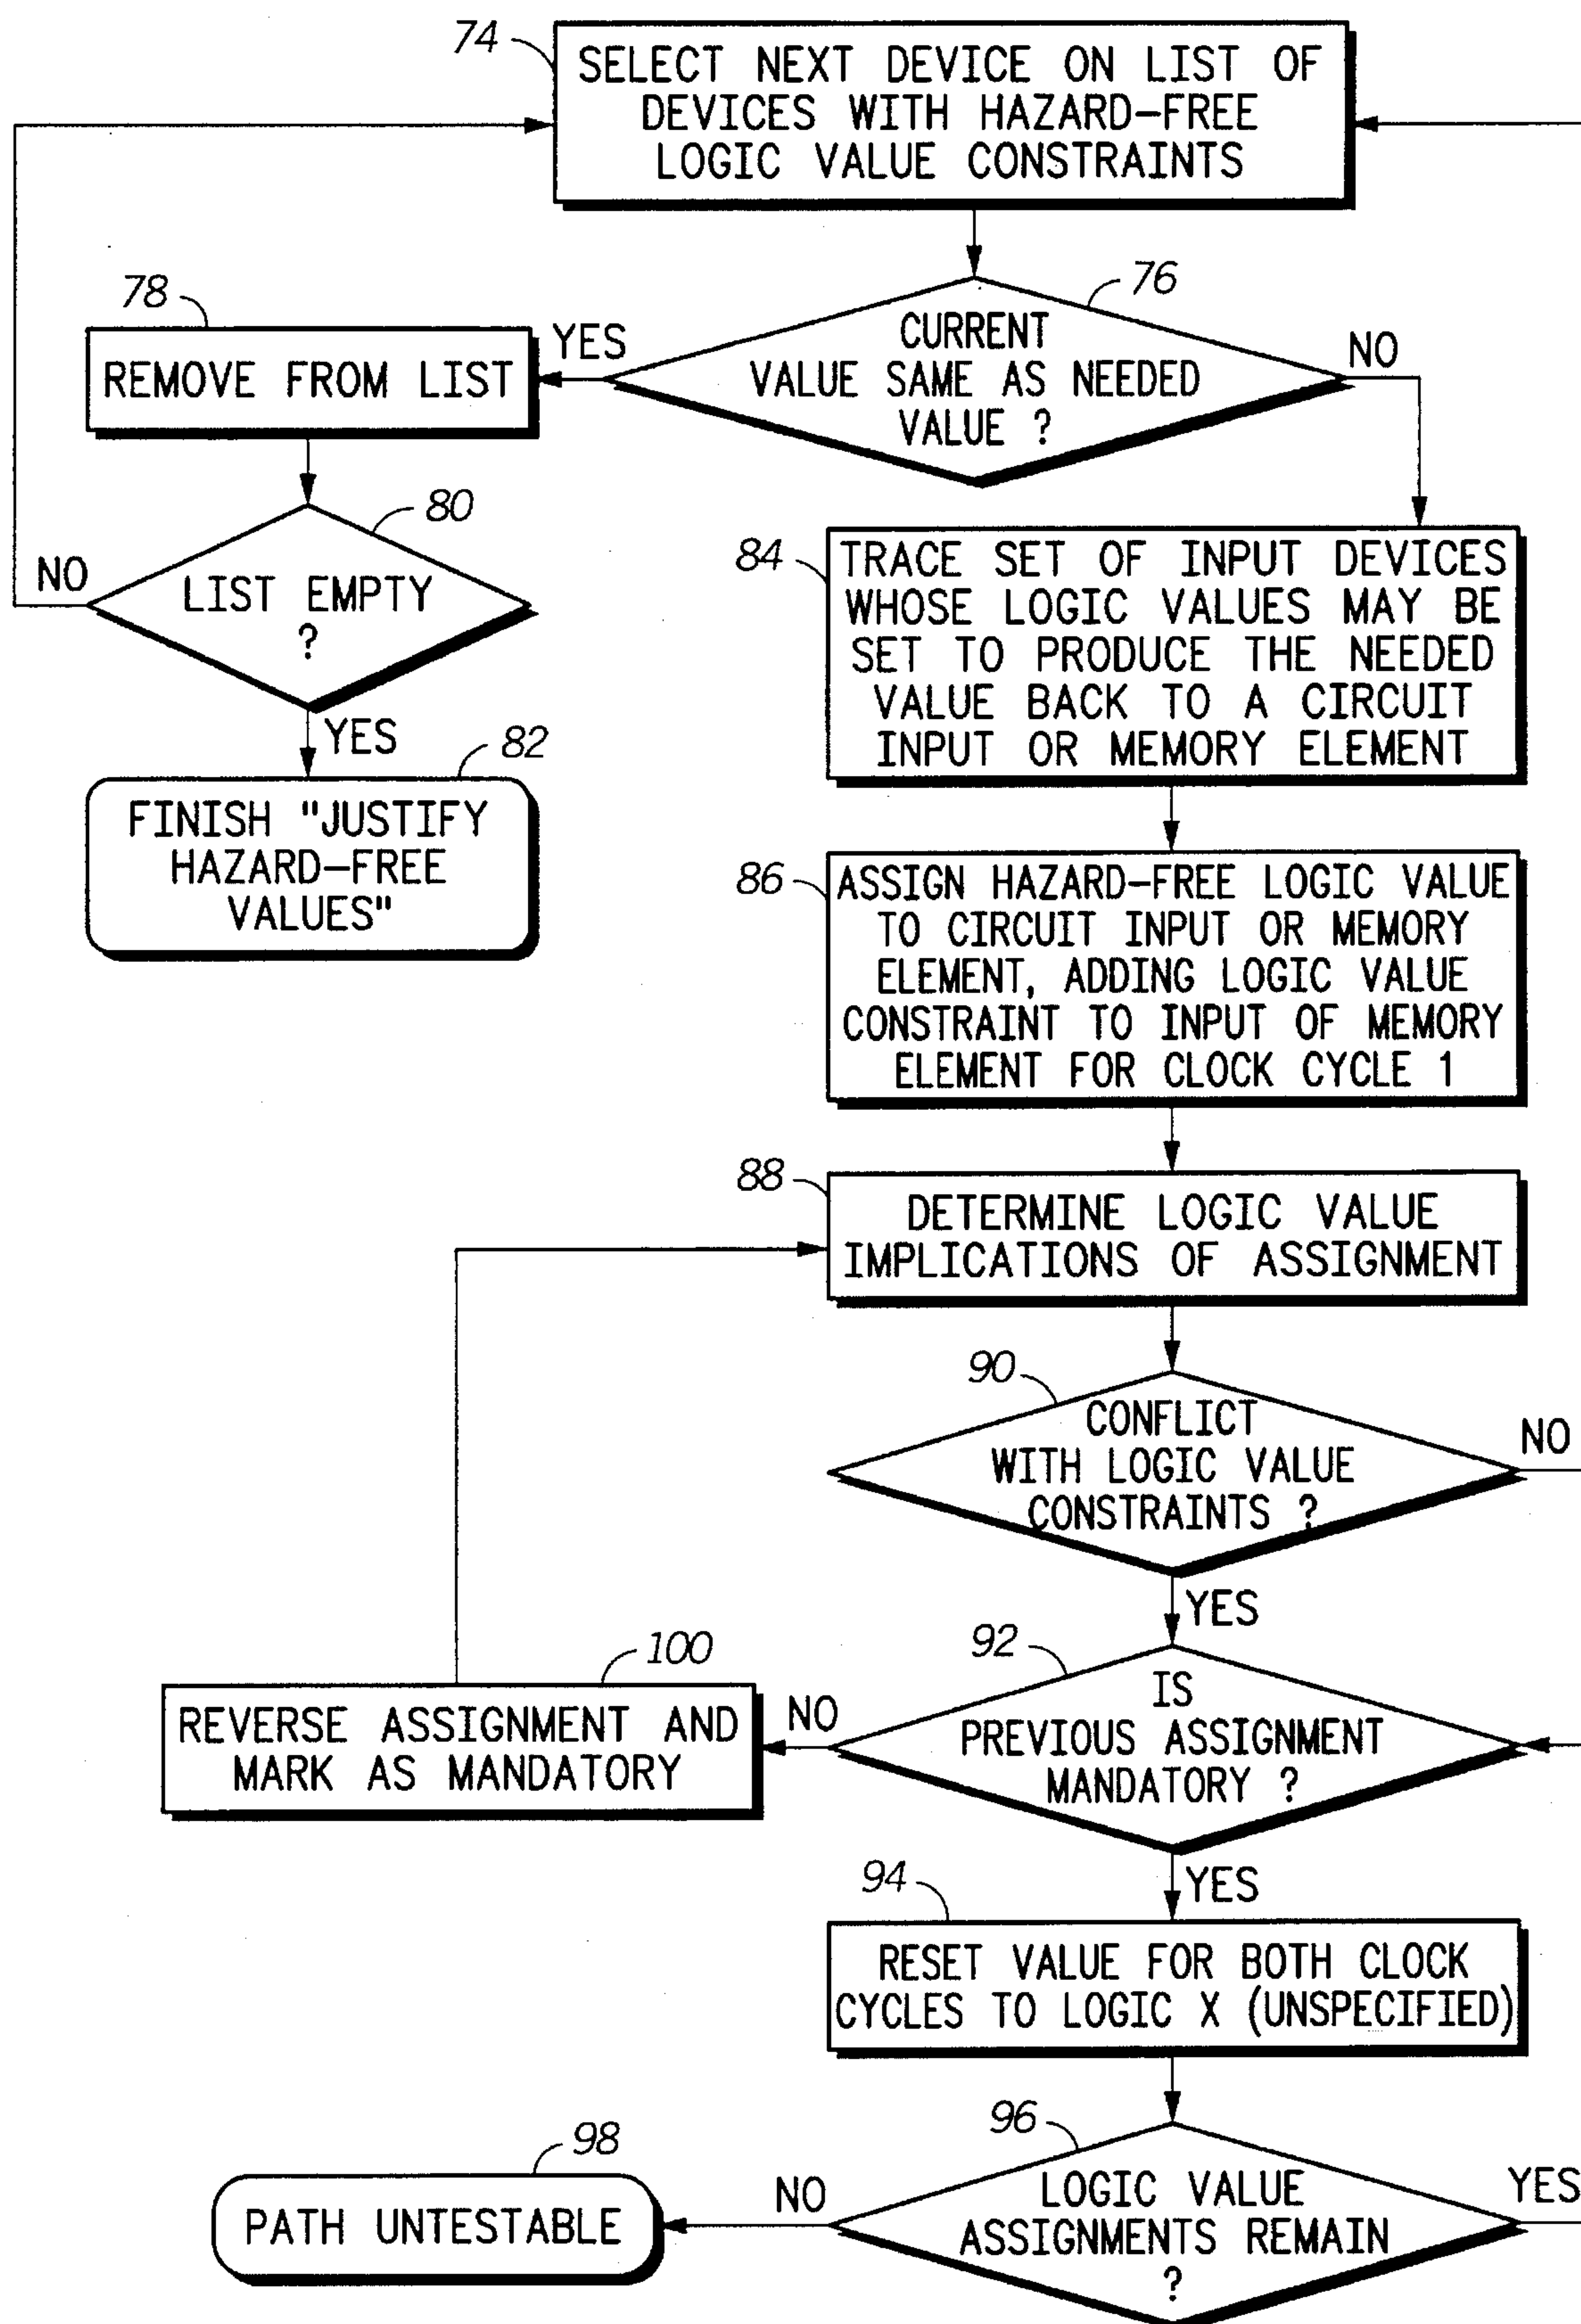 74
SELECT NEXT DEVICE ON LIST OF
DEVICES WITH HAZARD-FREE
LOGIC VALUE CONSTRAINTS
76
CURRENT
VALUE SAME AS NEEDED
VALUE ?
YES
NO
78
REMOVE FROM LIST
80
LIST EMPTY
?
NO
YES
82
FINISH "JUSTIFY
HAZARD-FREE
VALUES"
84
TRACE SET OF INPUT DEVICES
WHOSE LOGIC VALUES MAY BE
SET TO PRODUCE THE NEEDED
VALUE BACK TO A CIRCUIT
INPUT OR MEMORY ELEMENT
86
ASSIGN HAZARD-FREE LOGIC VALUE
TO CIRCUIT INPUT OR MEMORY
ELEMENT, ADDING LOGIC VALUE
CONSTRAINT TO INPUT OF MEMORY
ELEMENT FOR CLOCK CYCLE 1
88
DETERMINE LOGIC VALUE
IMPLICATIONS OF ASSIGNMENT
90
CONFLICT
WITH LOGIC VALUE
CONSTRAINTS ?
NO
YES
92
IS
PREVIOUS ASSIGNMENT
MANDATORY ?
NO
100
REVERSE ASSIGNMENT AND
MARK AS MANDATORY
YES
94
RESET VALUE FOR BOTH CLOCK
CYCLES TO LOGIC X (UNSPECIFIED)
96
LOGIC VALUE
ASSIGNMENTS REMAIN
?
YES
NO
98
PATH UNTESTABLE